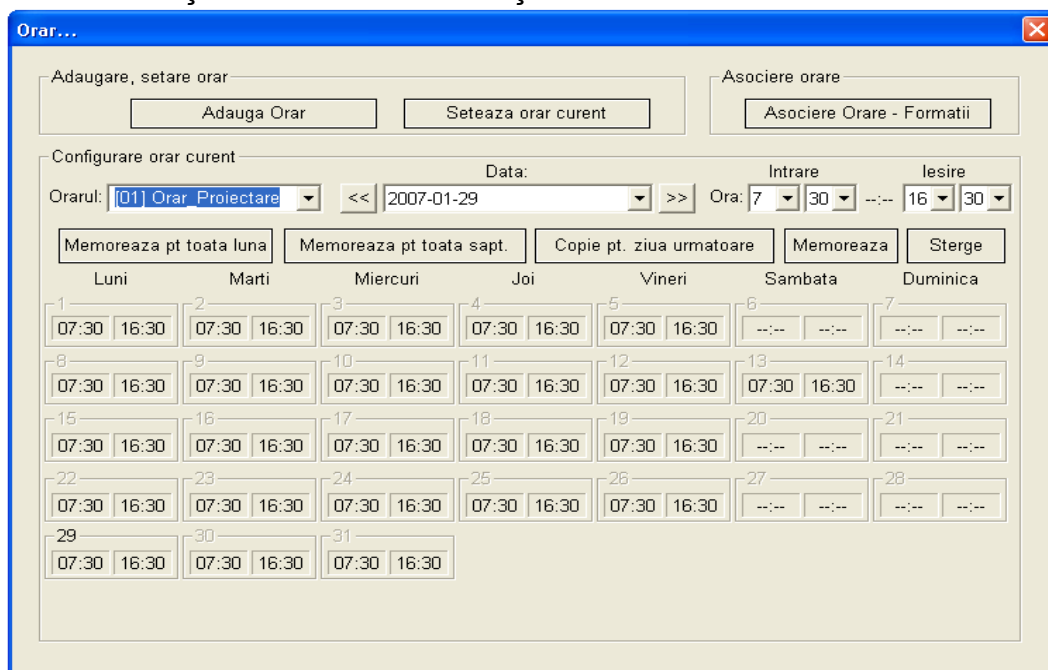 Orar...
Adaugare, setare orar Asociere orare
Adauga Orar Seteaza orar curent Asociere Orare - Formatii
Configurare orar curent
Data: Intrare Iesire
Orarul: [01] Orar_Proiectare << 2007-01-29 >> Ora: 7 30 --:-- 16 30
Memoreaza pt toata luna Memoreaza pt toata sapt. Copie pt. ziua urmatoare Memoreaza Sterge
Luni Marti Miercuri Joi Vineri Sambata Duminica
1 2 3 4 5 6 7
07:30 16:30 07:30 16:30 07:30 16:30 07:30 16:30 07:30 16:30 --:-- --:-- --:-- --:--
8 9 10 11 12 13 14
07:30 16:30 07:30 16:30 07:30 16:30 07:30 16:30 07:30 16:30 07:30 16:30 --:-- --:--
15 16 17 18 19 20 21
07:30 16:30 07:30 16:30 07:30 16:30 07:30 16:30 07:30 16:30 --:-- --:-- --:-- --:--
22 23 24 25 26 27 28
07:30 16:30 07:30 16:30 07:30 16:30 07:30 16:30 07:30 16:30 --:-- --:-- --:-- --:--
29 30 31
07:30 16:30 07:30 16:30 07:30 16:30